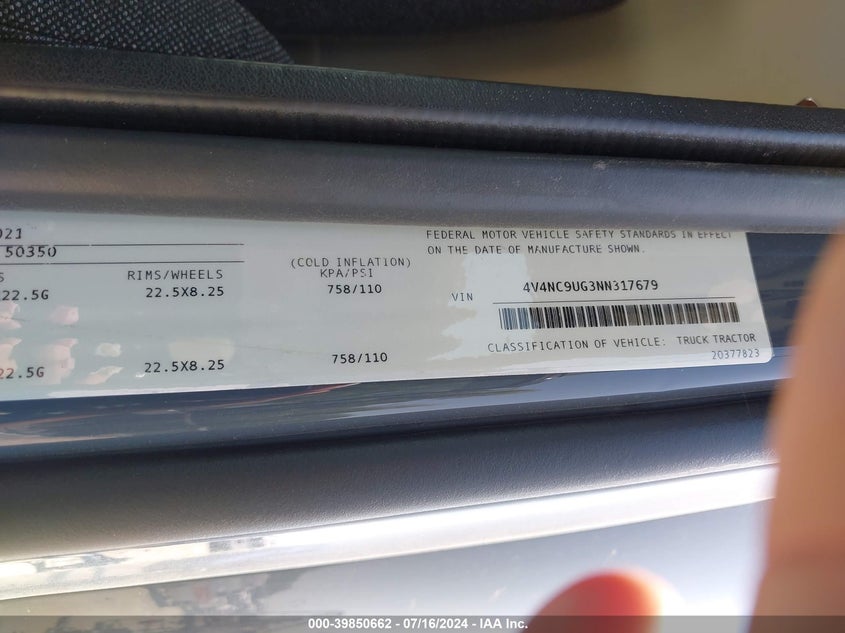 021
50350
S RIMS/WHEELS (COLD INFLATION) KPA/PSI
22.5G 22.5X8.25 758/110
22.5G 22.5X8.25 758/110
FEDERAL MOTOR VEHICLE SAFETY STANDARDS IN EFFECT
ON THE DATE OF MANUFACTURE SHOWN.
VIN 4V4NC9UG3NN317679
CLASSIFICATION OF VEHICLE: TRUCK TRACTOR
20377823
000-39850662 - 07/16/2024 - IAA Inc.